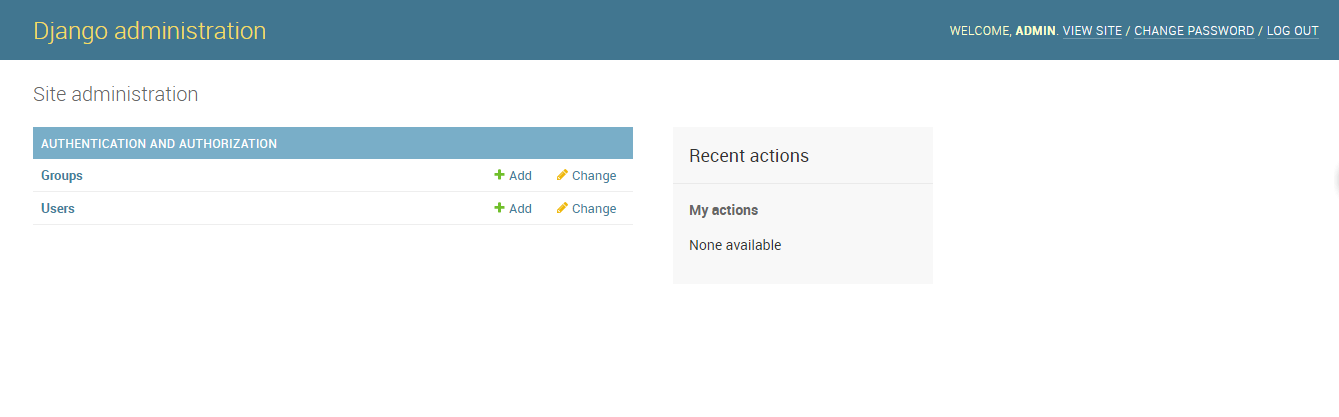 Django administration
WELCOME, ADMIN. VIEW SITE / CHANGE PASSWORD / LOG OUT
Site administration
AUTHENTICATION AND AUTHORIZATION
Groups Add Change
Users Add Change
Recent actions
My actions
None available